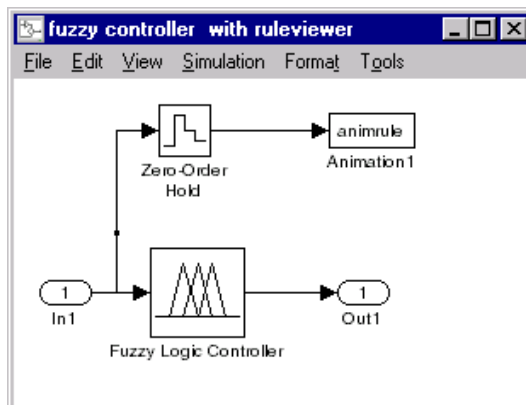 fuzzy controller with ruleviewer
File Edit View Simulation Format Tools
animrule
Animation1
Zero-Order
Hold
1
In1
Fuzzy Logic Controller
1
Out1